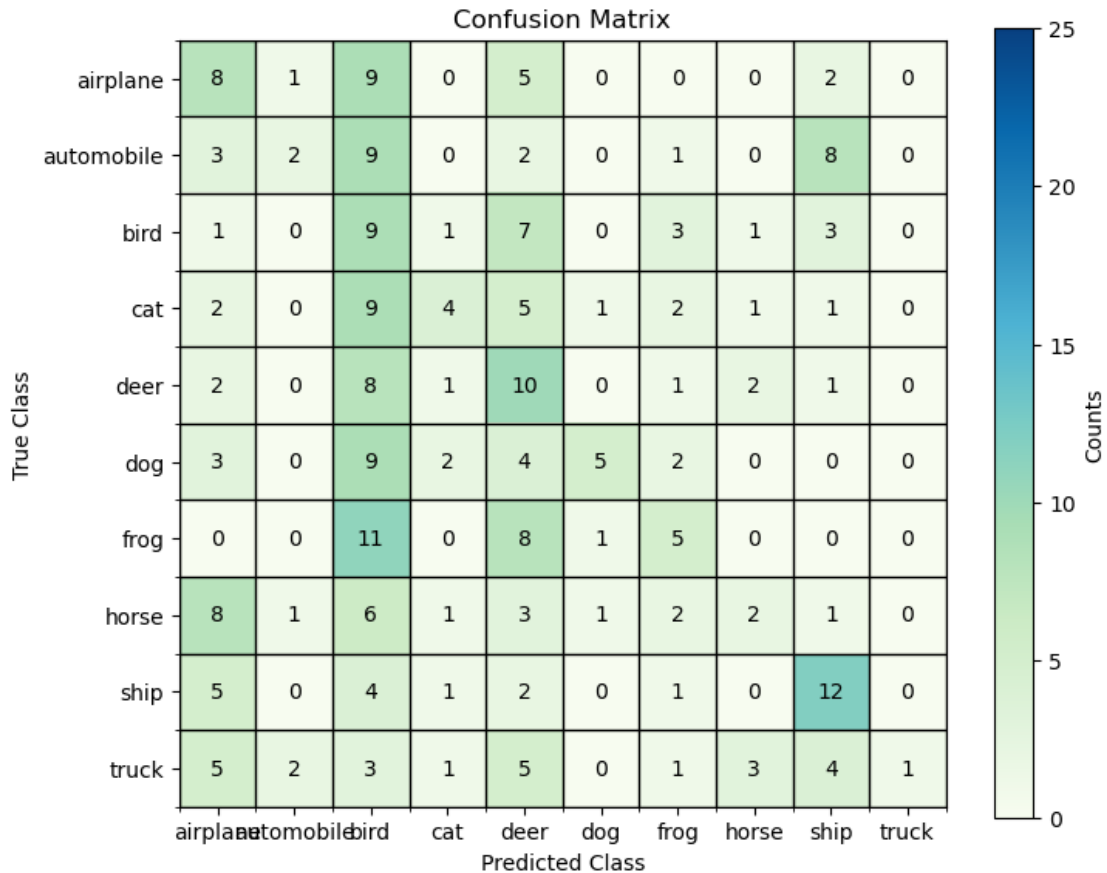 Confusion Matrix
airplane 8 1 9 0 5 0 0 0 2 0
automobile 3 2 9 0 2 0 1 0 8 0
bird 1 0 9 1 7 0 3 1 3 0
cat 2 0 9 4 5 1 2 1 1 0
deer 2 0 8 1 10 0 1 2 1 0
dog 3 0 9 2 4 5 2 0 0 0
frog 0 0 11 0 8 1 5 0 0 0
horse 8 1 6 1 3 1 2 2 1 0
ship 5 0 4 1 2 0 1 0 12 0
truck 5 2 3 1 5 0 1 3 4 1
airplane automobile bird cat deer dog frog horse ship truck
Predicted Class
True Class
25
20
15
10
5
0
Counts